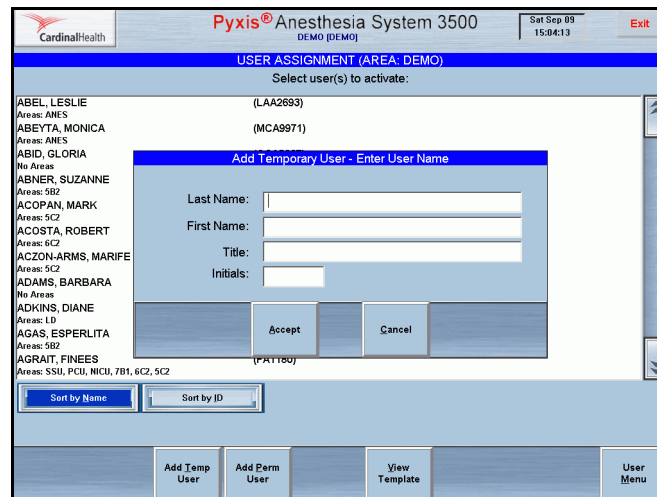 CardinalHealth
Pyxis® Anesthesia System 3500
DEMO [DEMO]
Sat Sep 09
15:04:13
Exit
USER ASSIGNMENT (AREA: DEMO)
Select user(s) to activate:
ABEL, LESLIE (LAA2693)
Areas: ANES
ABEYTA, MONICA (MCA9971)
Areas: ANES
ABID, GLORIA
No Areas
ABNER, SUZANNE
Areas: 5B2
ACOPAN, MARK
Areas: 5C2
ACOSTA, ROBERT
Areas: 6C2
ACZON-ARMS, MARIFE
Areas: 5C2
ADAMS, BARBARA
No Areas
ADKINS, DIANE
Areas: LD
AGAS, ESPERLITA
Areas: 5B2
AGRAIT, FINEES
Areas: SSU, PCU, NICU, 7B1, 6C2, 5C2
Add Temporary User - Enter User Name
Last Name:
First Name:
Title:
Initials:
Accept Cancel
Sort by Name Sort by ID
Add Temp User
Add Perm User
View Template
User Menu